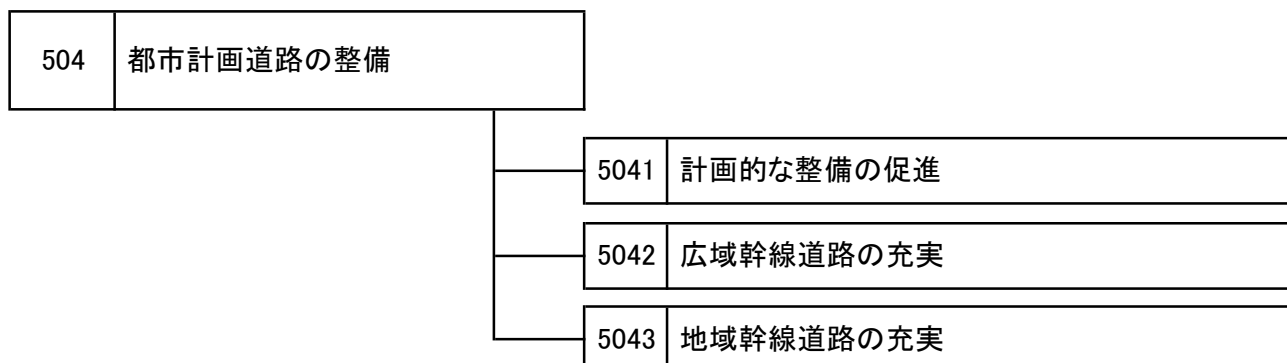 504 都市計画道路の整備
5041 計画的な整備の促進
5042 広域幹線道路の充実
5043 地域幹線道路の充実